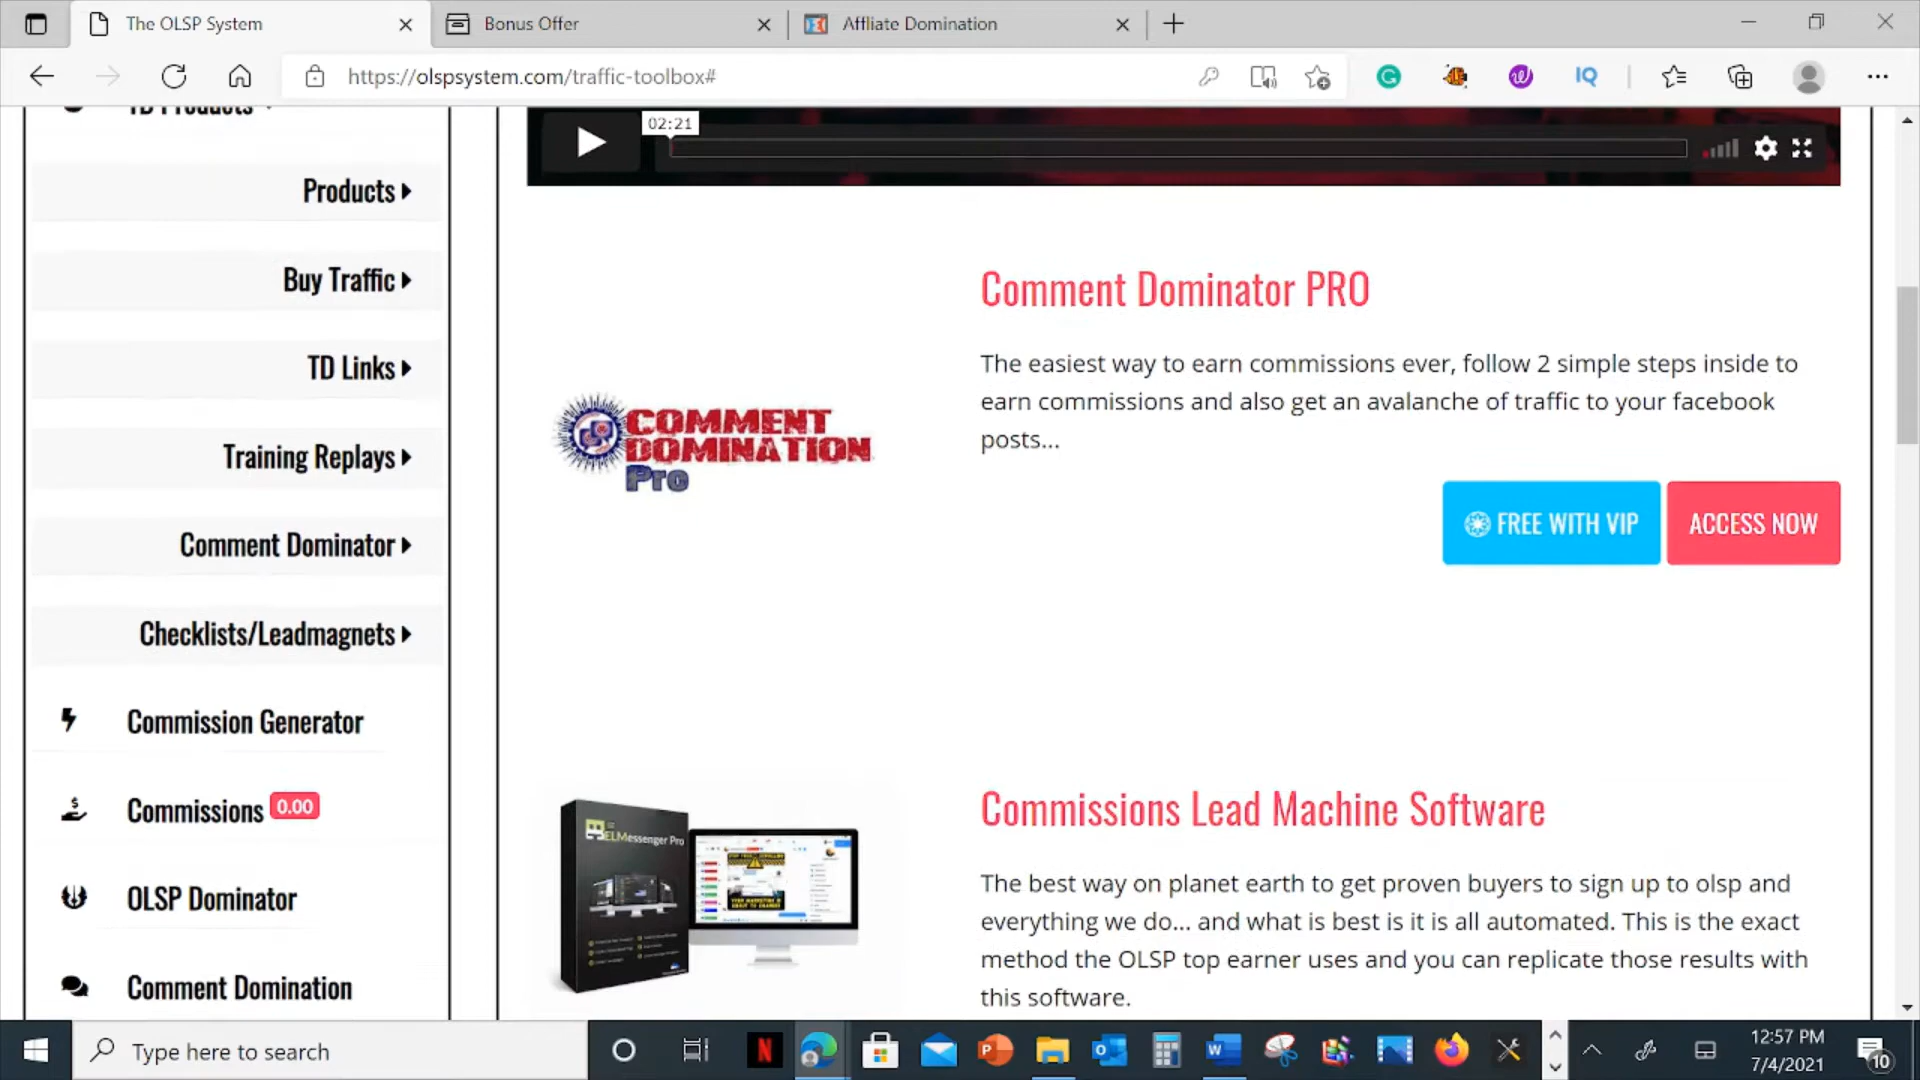 The OLSP System
Bonus Offer
Affliate Domination
https://olspsystem.com/traffic-toolbox#
TD Products
Products
Buy Traffic
TD Links
Training Replays
Comment Dominator
Checklists/Leadmagnets
Commission Generator
Commissions 0.00
OLSP Dominator
Comment Domination
02:21
Comment Dominator PRO
The easiest way to earn commissions ever, follow 2 simple steps inside to
earn commissions and also get an avalanche of traffic to your facebook
posts...
COMMENT
DOMINATION
Pro
FREE WITH VIP
ACCESS NOW
ELMessenger Pro
Commissions Lead Machine Software
The best way on planet earth to get proven buyers to sign up to olsp and
everything we do... and what is best is it is all automated. This is the exact
method the OLSP top earner uses and you can replicate those results with
this software.
Type here to search
12:57 PM
7/4/2021
10